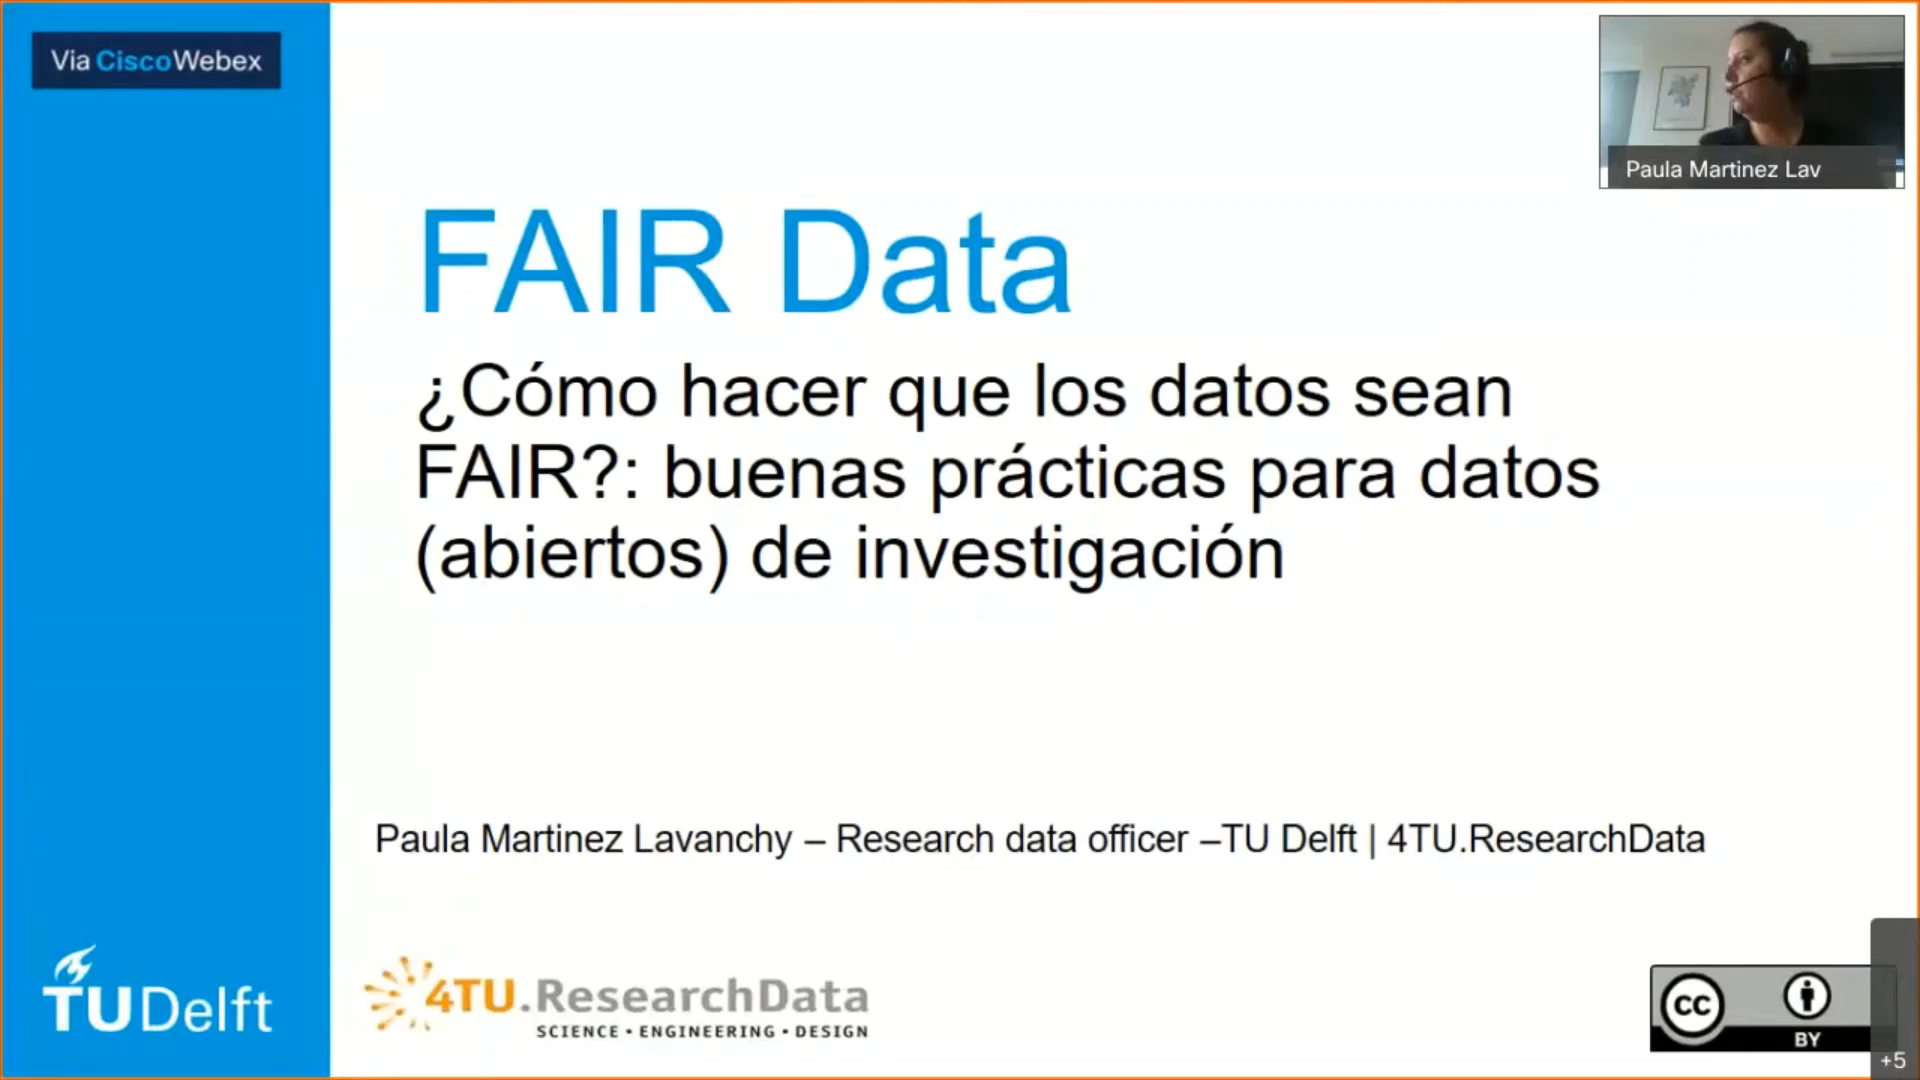 Via CiscoWebex
Paula Martinez Lav
FAIR Data
¿Cómo hacer que los datos sean
FAIR?: buenas prácticas para datos
(abiertos) de investigación
Paula Martinez Lavanchy – Research data officer –TU Delft | 4TU.ResearchData
TUDelft
4TU.ResearchData
SCIENCE • ENGINEERING • DESIGN
cc
BY
+5